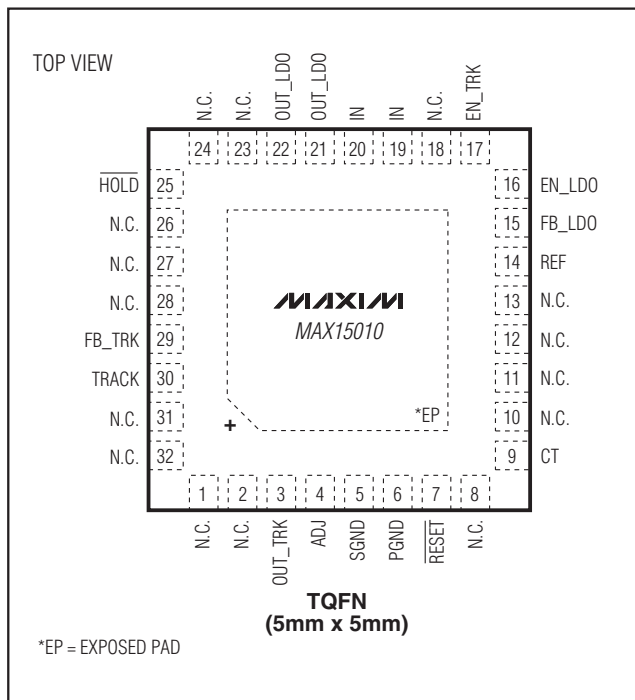 TOP VIEW
N.C. N.C. OUT_LDO OUT_LDO IN IN N.C. EN_TRK
24 23 22 21 20 19 18 17
HOLD 25
N.C. 26
N.C. 27
N.C. 28
FB_TRK 29
TRACK 30
N.C. 31
N.C. 32
MAXIM
MAX15010
*EP
+
16 EN_LDO
15 FB_LDO
14 REF
13 N.C.
12 N.C.
11 N.C.
10 N.C.
9 CT
1 2 3 4 5 6 7 8
N.C. N.C. OUT_TRK ADJ SGND PGND RESET N.C.
TQFN
(5mm x 5mm)
*EP = EXPOSED PAD